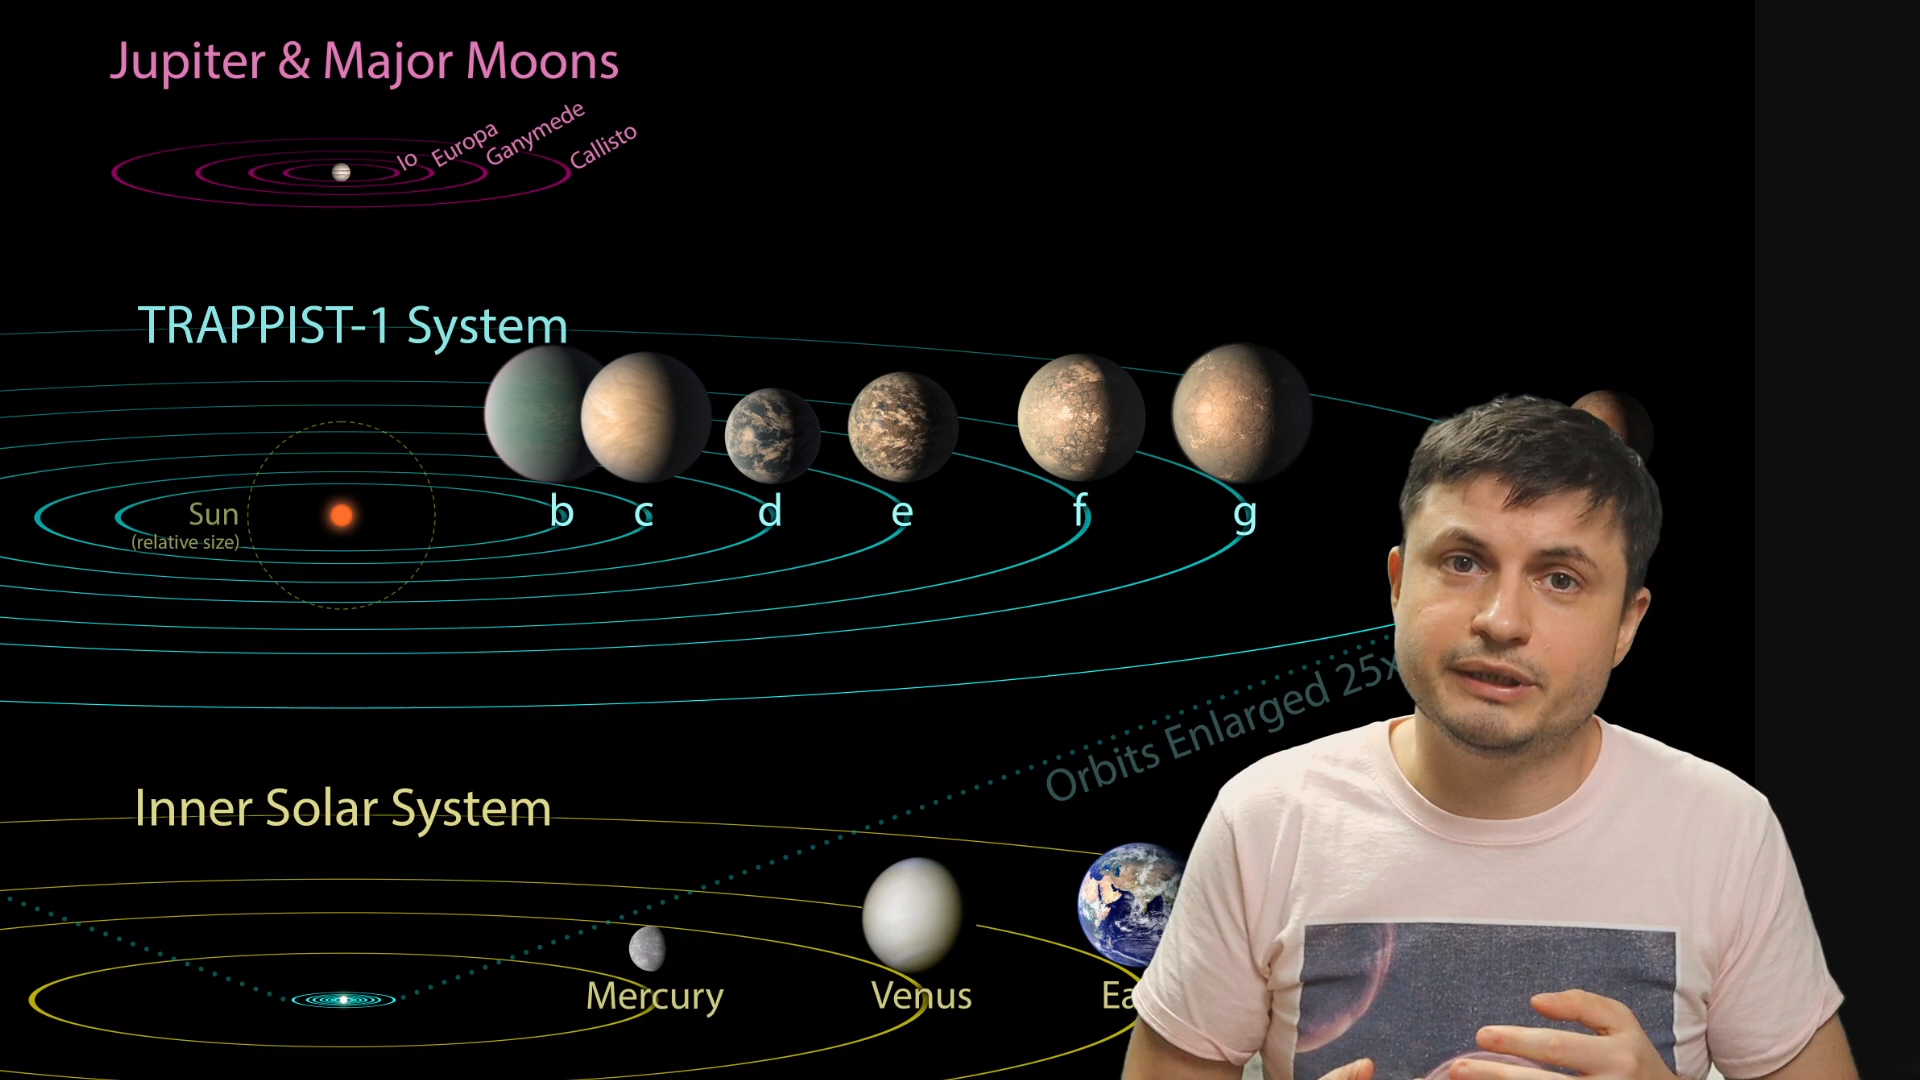 Jupiter & Major Moons
Io
Europa
Ganymede
Callisto
TRAPPIST-1 System
Sun
(relative size)
b
c
d
e
f
g
Orbits Enlarged 25x
Inner Solar System
Mercury
Venus